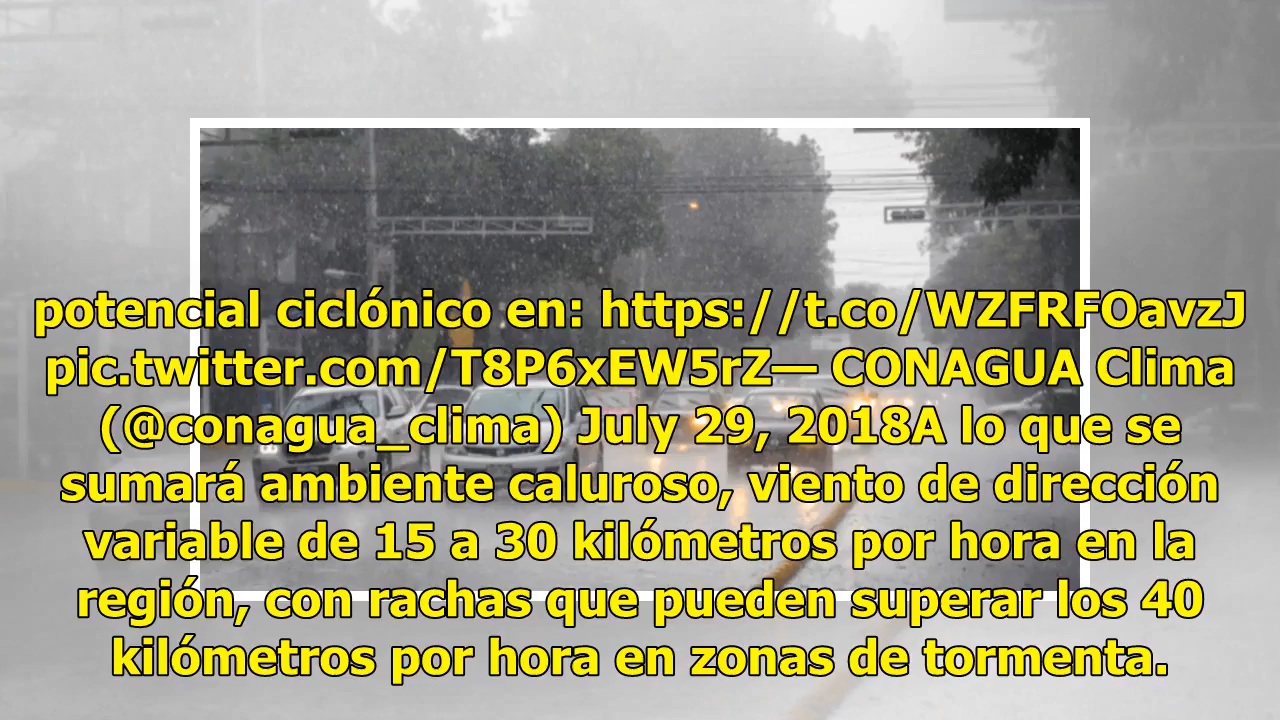 potencial ciclónico en: https://t.co/WZFRFOavzJ
pic.twitter.com/T8P6xEW5rZ— CONAGUA Clima
(@conagua_clima) July 29, 2018A lo que se
sumará ambiente caluroso, viento de dirección
variable de 15 a 30 kilómetros por hora en la
región, con rachas que pueden superar los 40
kilómetros por hora en zonas de tormenta.